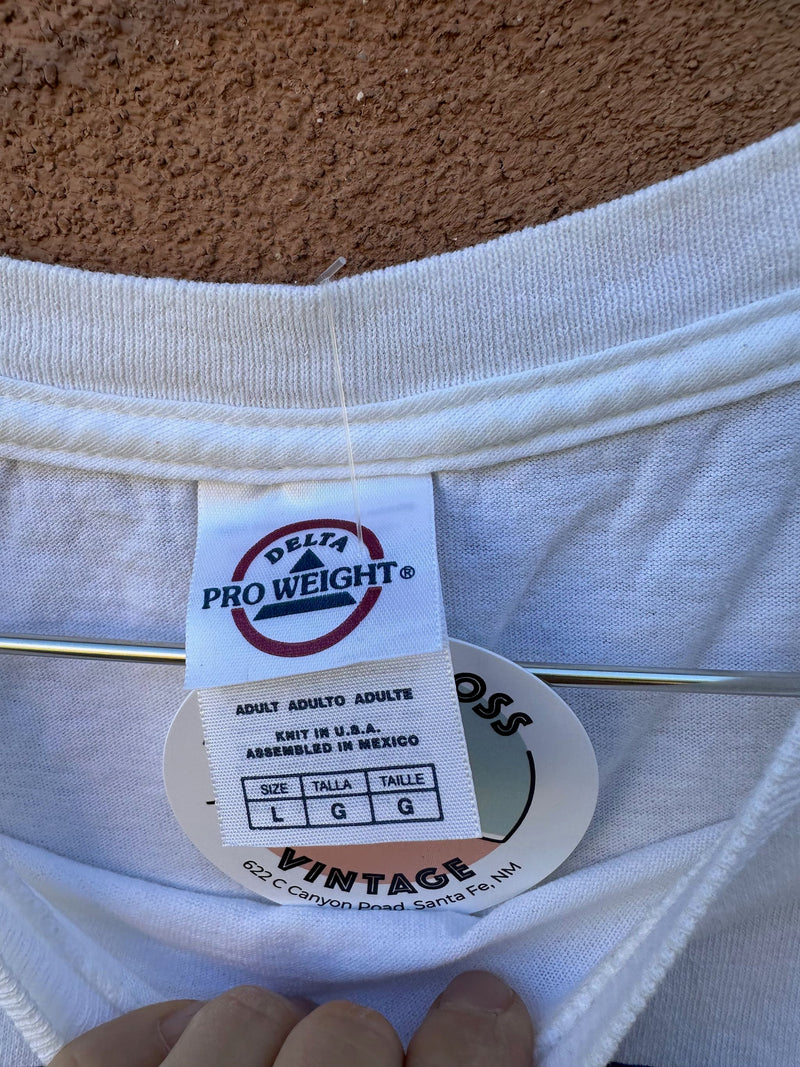 DELTA
PRO WEIGHT®
ADULT ADULTO ADULTE
KNIT IN U.S.A.
ASSEMBLED IN MEXICO
SIZE TALLA TAILLE
L G G
VINTAGE
622 C Canyon Road, Santa Fe, NM